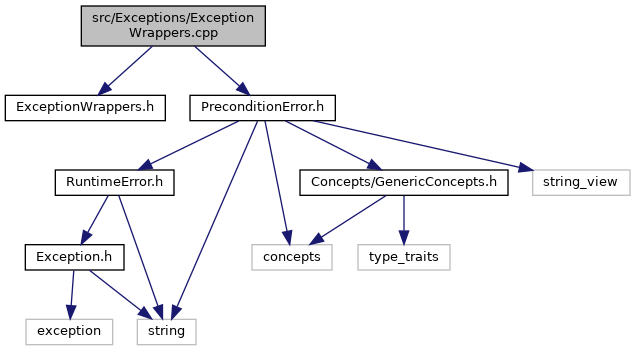 src/Exceptions/Exception
Wrappers.cpp
ExceptionWrappers.h
PreconditionError.h
RuntimeError.h
Concepts/GenericConcepts.h
string_view
Exception.h
concepts
type_traits
exception
string